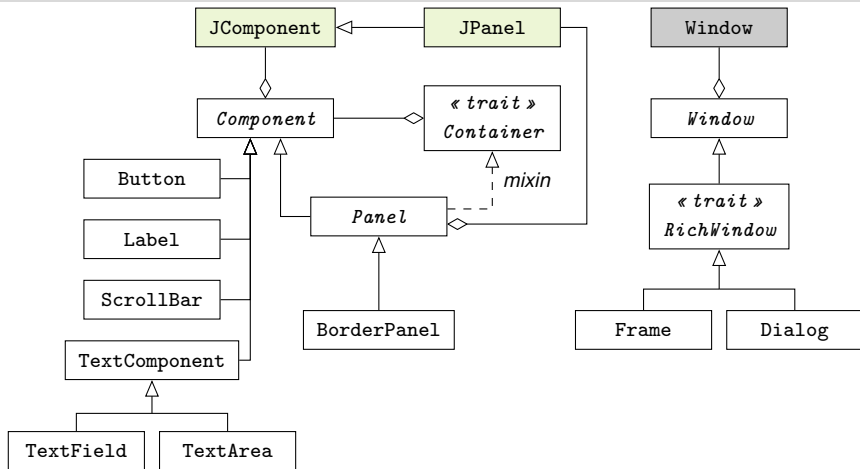 JComponent
JPanel
Window
Component
« trait »
Container
Window
Button
mixin
Panel
« trait »
RichWindow
Label
ScrollBar
BorderPanel
Frame
Dialog
TextComponent
TextField
TextArea